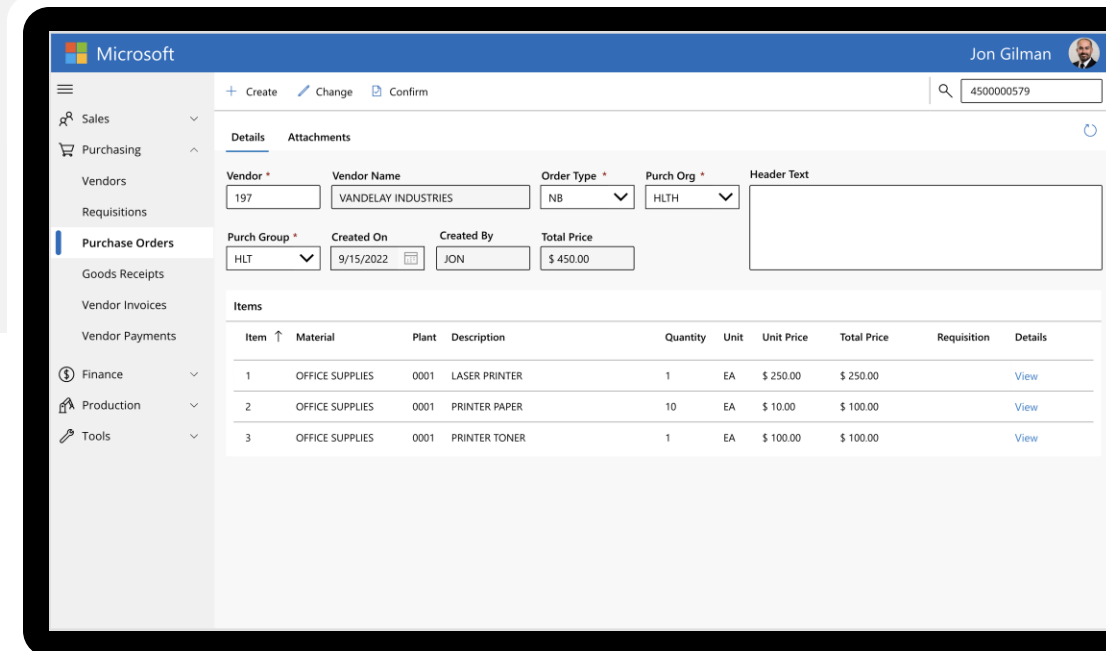 Microsoft
Jon Gilman
Create Change Confirm
4500000579
Sales
Purchasing
Vendors
Requisitions
Purchase Orders
Goods Receipts
Vendor Invoices
Vendor Payments
Finance
Production
Tools
Details Attachments
Vendor * Vendor Name Order Type * Purch Org * Header Text
197 VANDELAY INDUSTRIES NB HLTH
Purch Group * Created On Created By Total Price
HLT 9/15/2022 JON $ 450.00
Items
Item Material Plant Description Quantity Unit Unit Price Total Price Requisition Details
1 OFFICE SUPPLIES 0001 LASER PRINTER 1 EA $ 250.00 $ 250.00 View
2 OFFICE SUPPLIES 0001 PRINTER PAPER 10 EA $ 10.00 $ 100.00 View
3 OFFICE SUPPLIES 0001 PRINTER TONER 1 EA $ 100.00 $ 100.00 View